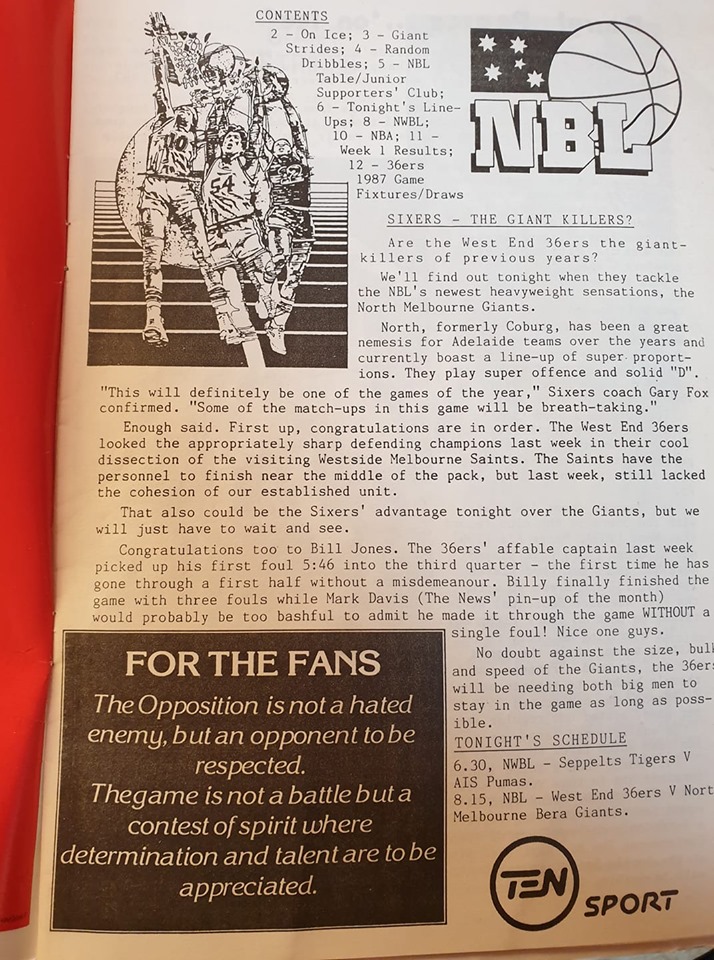 CONTENTS
2 - On Ice; 3 - Giant
Strides; 4 - Random
Dribbles; 5 - NBL
Table/Junior
Supporters' Club;
6 - Tonight's Line-
Ups; 8 - NWBL;
10 - NBA; 11 -
Week 1 Results;
12 - 36ers
1987 Game
Fixtures/Draws
NBL
10
54
SIXERS - THE GIANT KILLERS?
Are the West End 36ers the giant-
killers of previous years?
We'll find out tonight when they tackle
the NBL's newest heavyweight sensations, the
North Melbourne Giants.
North, formerly Coburg, has been a great
nemesis for Adelaide teams over the years and
currently boast a line-up of super proport-
ions. They play super offence and solid "D".
"This will definitely be one of the games of the year," Sixers coach Gary Fox
confirmed. "Some of the match-ups in this game will be breath-taking."
Enough said. First up, congratulations are in order. The West End 36ers
looked the appropriately sharp defending champions last week in their cool
dissection of the visiting Westside Melbourne Saints. The Saints have the
personnel to finish near the middle of the pack, but last week, still lacked
the cohesion of our established unit.
That also could be the Sixers' advantage tonight over the Giants, but we
will just have to wait and see.
Congratulations too to Bill Jones. The 36ers' affable captain last week
picked up his first foul 5:46 into the third quarter - the first time he has
gone through a first half without a misdemeanour. Billy finally finished the
game with three fouls while Mark Davis (The News' pin-up of the month)
would probably be too bashful to admit he made it through the game WITHOUT a
single foul! Nice one guys.
No doubt against the size, bulk
and speed of the Giants, the 36ers
will be needing both big men to
stay in the game as long as poss-
ible.
TONIGHT'S SCHEDULE
6.30, NWBL - Seppelts Tigers V
AIS Pumas.
8.15, NBL - West End 36ers V Nort
Melbourne Bera Giants.
FOR THE FANS
The Opposition is not a hated
enemy, but an opponent to be
respected.
The game is not a battle but a
contest of spirit where
determination and talent are to be
appreciated.
TEN SPORT